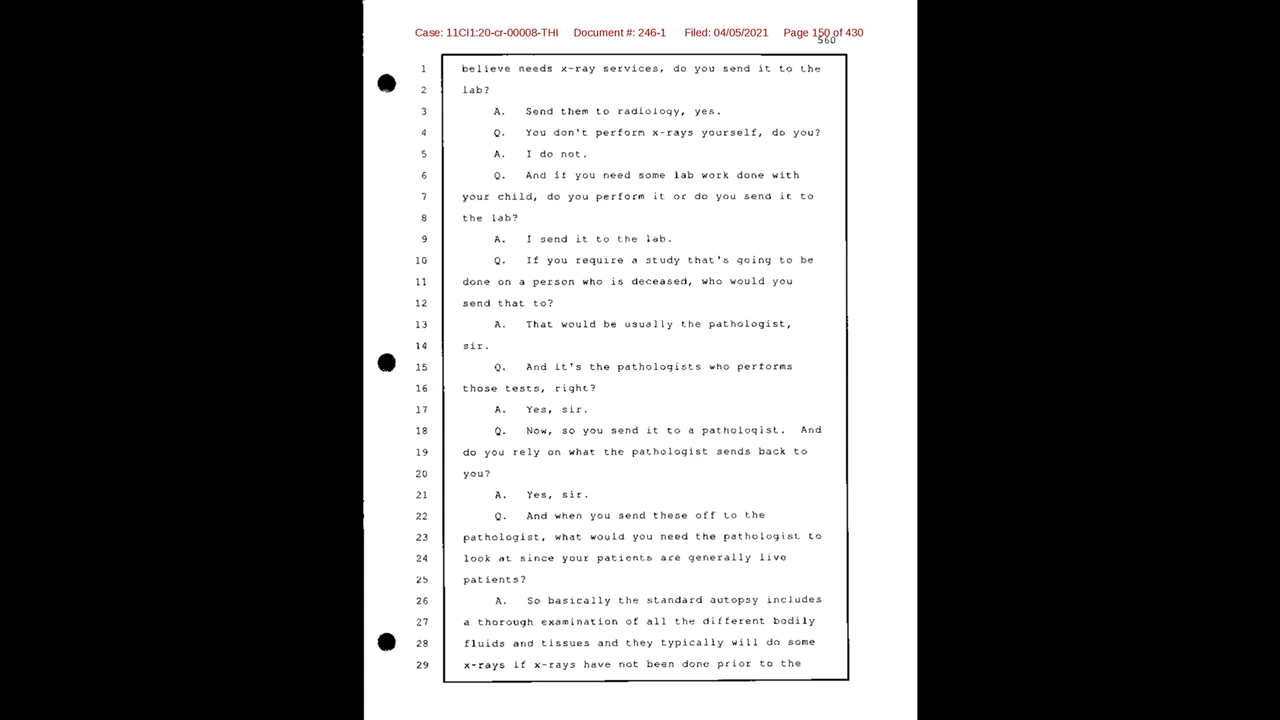 Case: 11CI1:20-cr-00008-THI Document #: 246-1 Filed: 04/05/2021 Page 150 of 430
560
1 believe needs x-ray services, do you send it to the
2 lab?
3 A. Send them to radiology, yes.
4 Q. You don't perform x-rays yourself, do you?
5 A. I do not.
6 Q. And if you need some lab work done with
7 your child, do you perform it or do you send it to
8 the lab?
9 A. I send it to the lab.
10 Q. If you require a study that's going to be
11 done on a person who is deceased, who would you
12 send that to?
13 A. That would be usually the pathologist,
14 sir.
15 Q. And it's the pathologists who performs
16 those tests, right?
17 A. Yes, sir.
18 Q. Now, so you send it to a pathologist. And
19 do you rely on what the pathologist sends back to
20 you?
21 A. Yes, sir.
22 Q. And when you send these off to the
23 pathologist, what would you need the pathologist to
24 look at since your patients are generally live
25 patients?
26 A. So basically the standard autopsy includes
27 a thorough examination of all the different bodily
28 fluids and tissues and they typically will do some
29 x-rays if x-rays have not been done prior to the